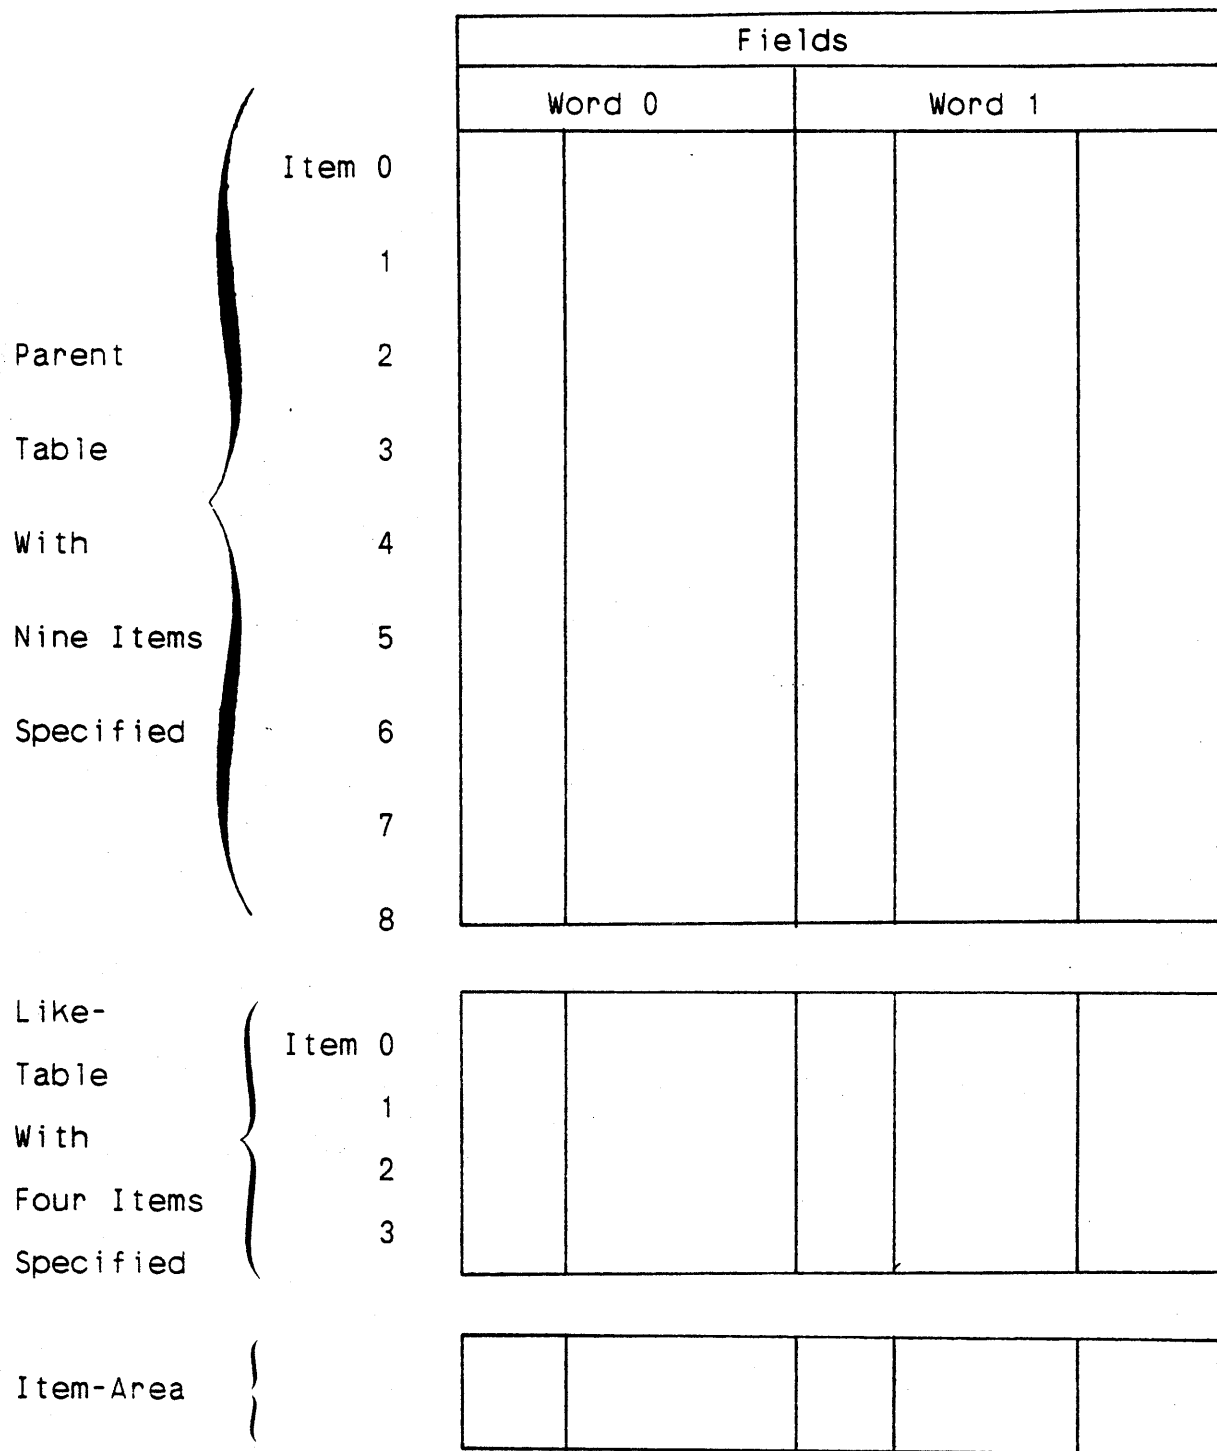 Fields
Word 0 Word 1
Item 0
1
Parent 2
Table 3
With 4
Nine Items 5
Specified 6
7
8
Like-
Item 0
Table
1
With
2
Four Items
3
Specified
Item-Area